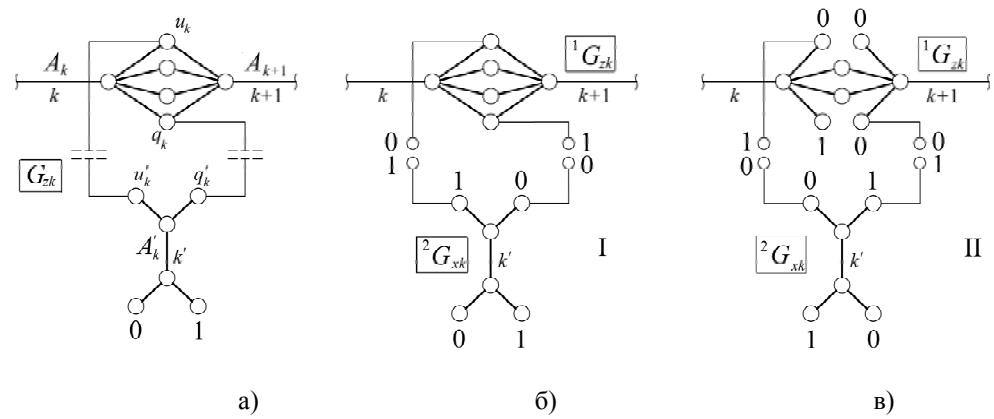 u_k
A_k
A_{k+1}
k
k+1
q_k
G_{zk}
u'_k
q'_k
A'_k
k'
0
1
а)
^1G_{zk}
k
k+1
0
1
1
0
1
0
^2G_{xk}
k'
I
0
1
б)
0 0
^1G_{zk}
k
k+1
1 0
1
0
0
1
0
1
^2G_{xk}
k'
II
1
0
в)